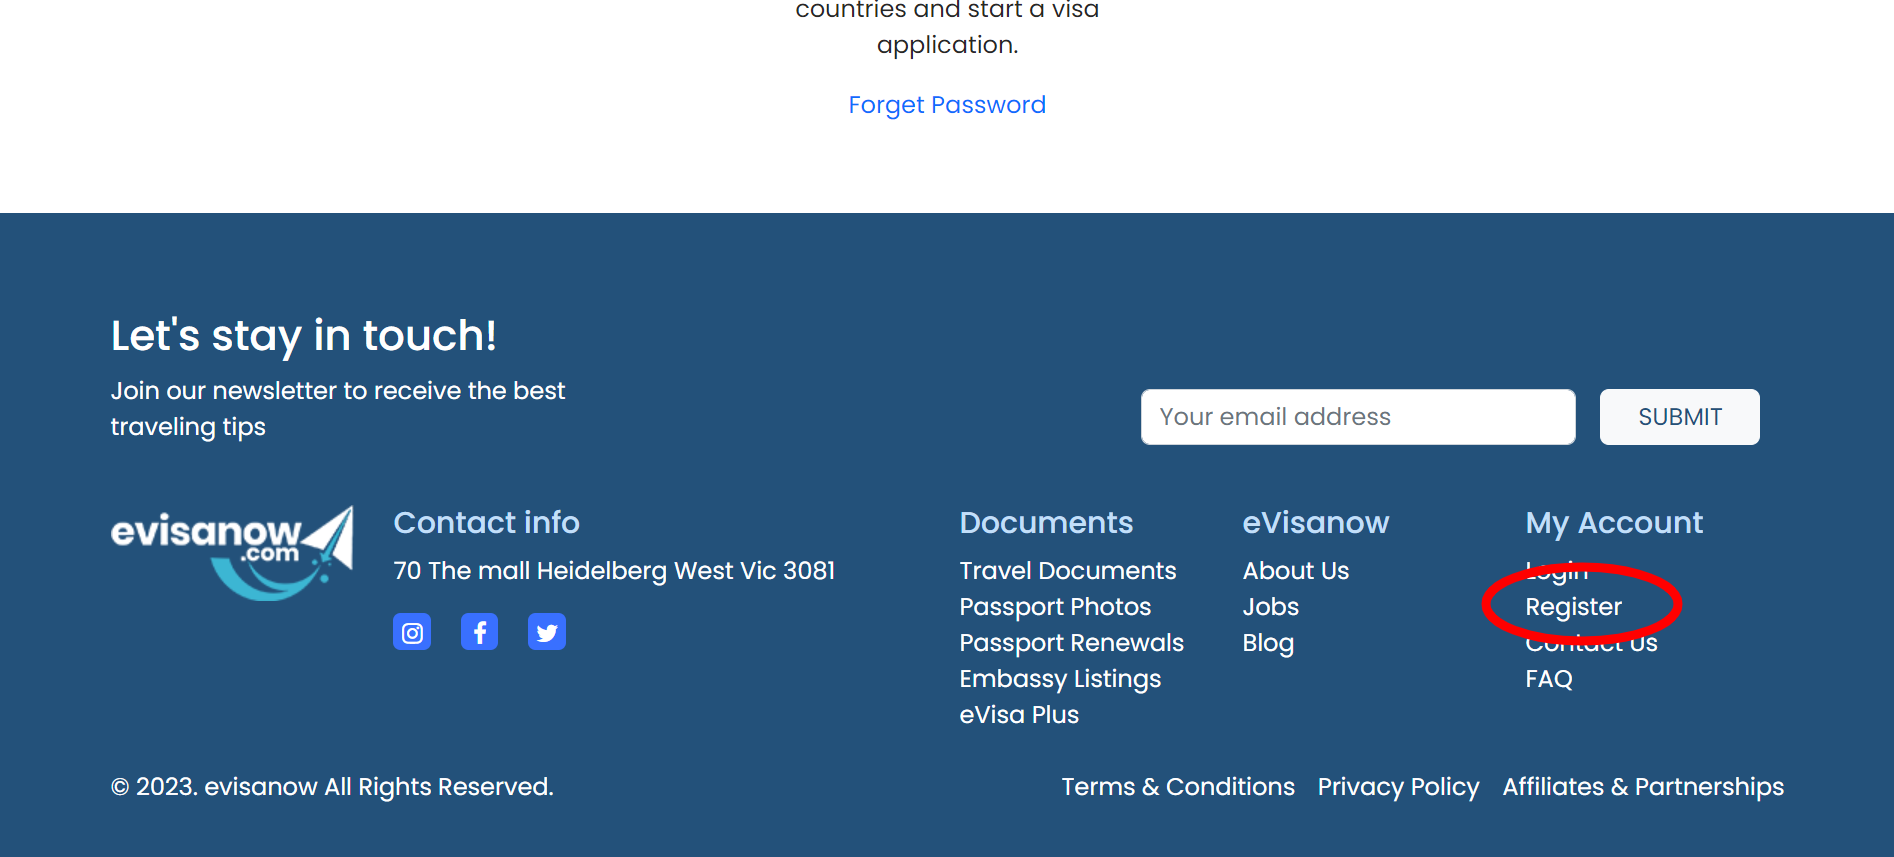 countries and start a visa
application.
Forget Password
Let's stay in touch!
Join our newsletter to receive the best
traveling tips
Your email address
SUBMIT
evisanow
.com
Contact info
70 The mall Heidelberg West Vic 3081
Documents
Travel Documents
Passport Photos
Passport Renewals
Embassy Listings
eVisa Plus
eVisanow
About Us
Jobs
Blog
My Account
Login
Register
Contact Us
FAQ
© 2023. evisanow All Rights Reserved.
Terms & Conditions Privacy Policy Affiliates & Partnerships